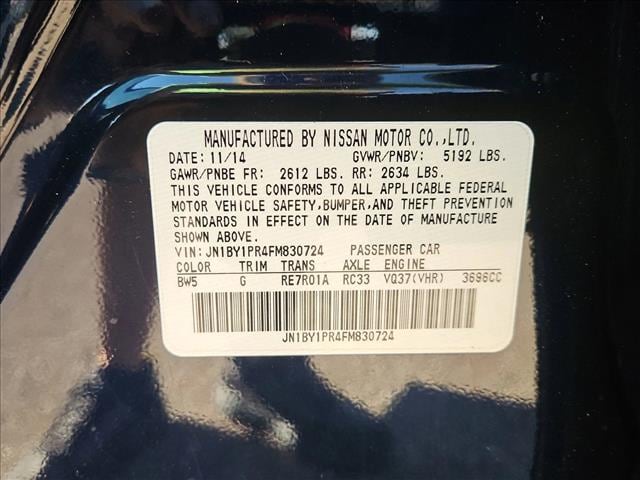 MANUFACTURED BY NISSAN MOTOR CO.,LTD.
DATE: 11/14 GVWR/PNBV: 5192 LBS.
GAWR/PNBE FR: 2612 LBS. RR: 2634 LBS.
THIS VEHICLE CONFORMS TO ALL APPLICABLE FEDERAL
MOTOR VEHICLE SAFETY,BUMPER,AND THEFT PREVENTION
STANDARDS IN EFFECT ON THE DATE OF MANUFACTURE
SHOWN ABOVE.
VIN:JN1BY1PR4FM830724 PASSENGER CAR
COLOR TRIM TRANS AXLE ENGINE
BW5 G RE7R01A RC33 VQ37(VHR) 3696CC
JN1BY1PR4FM830724